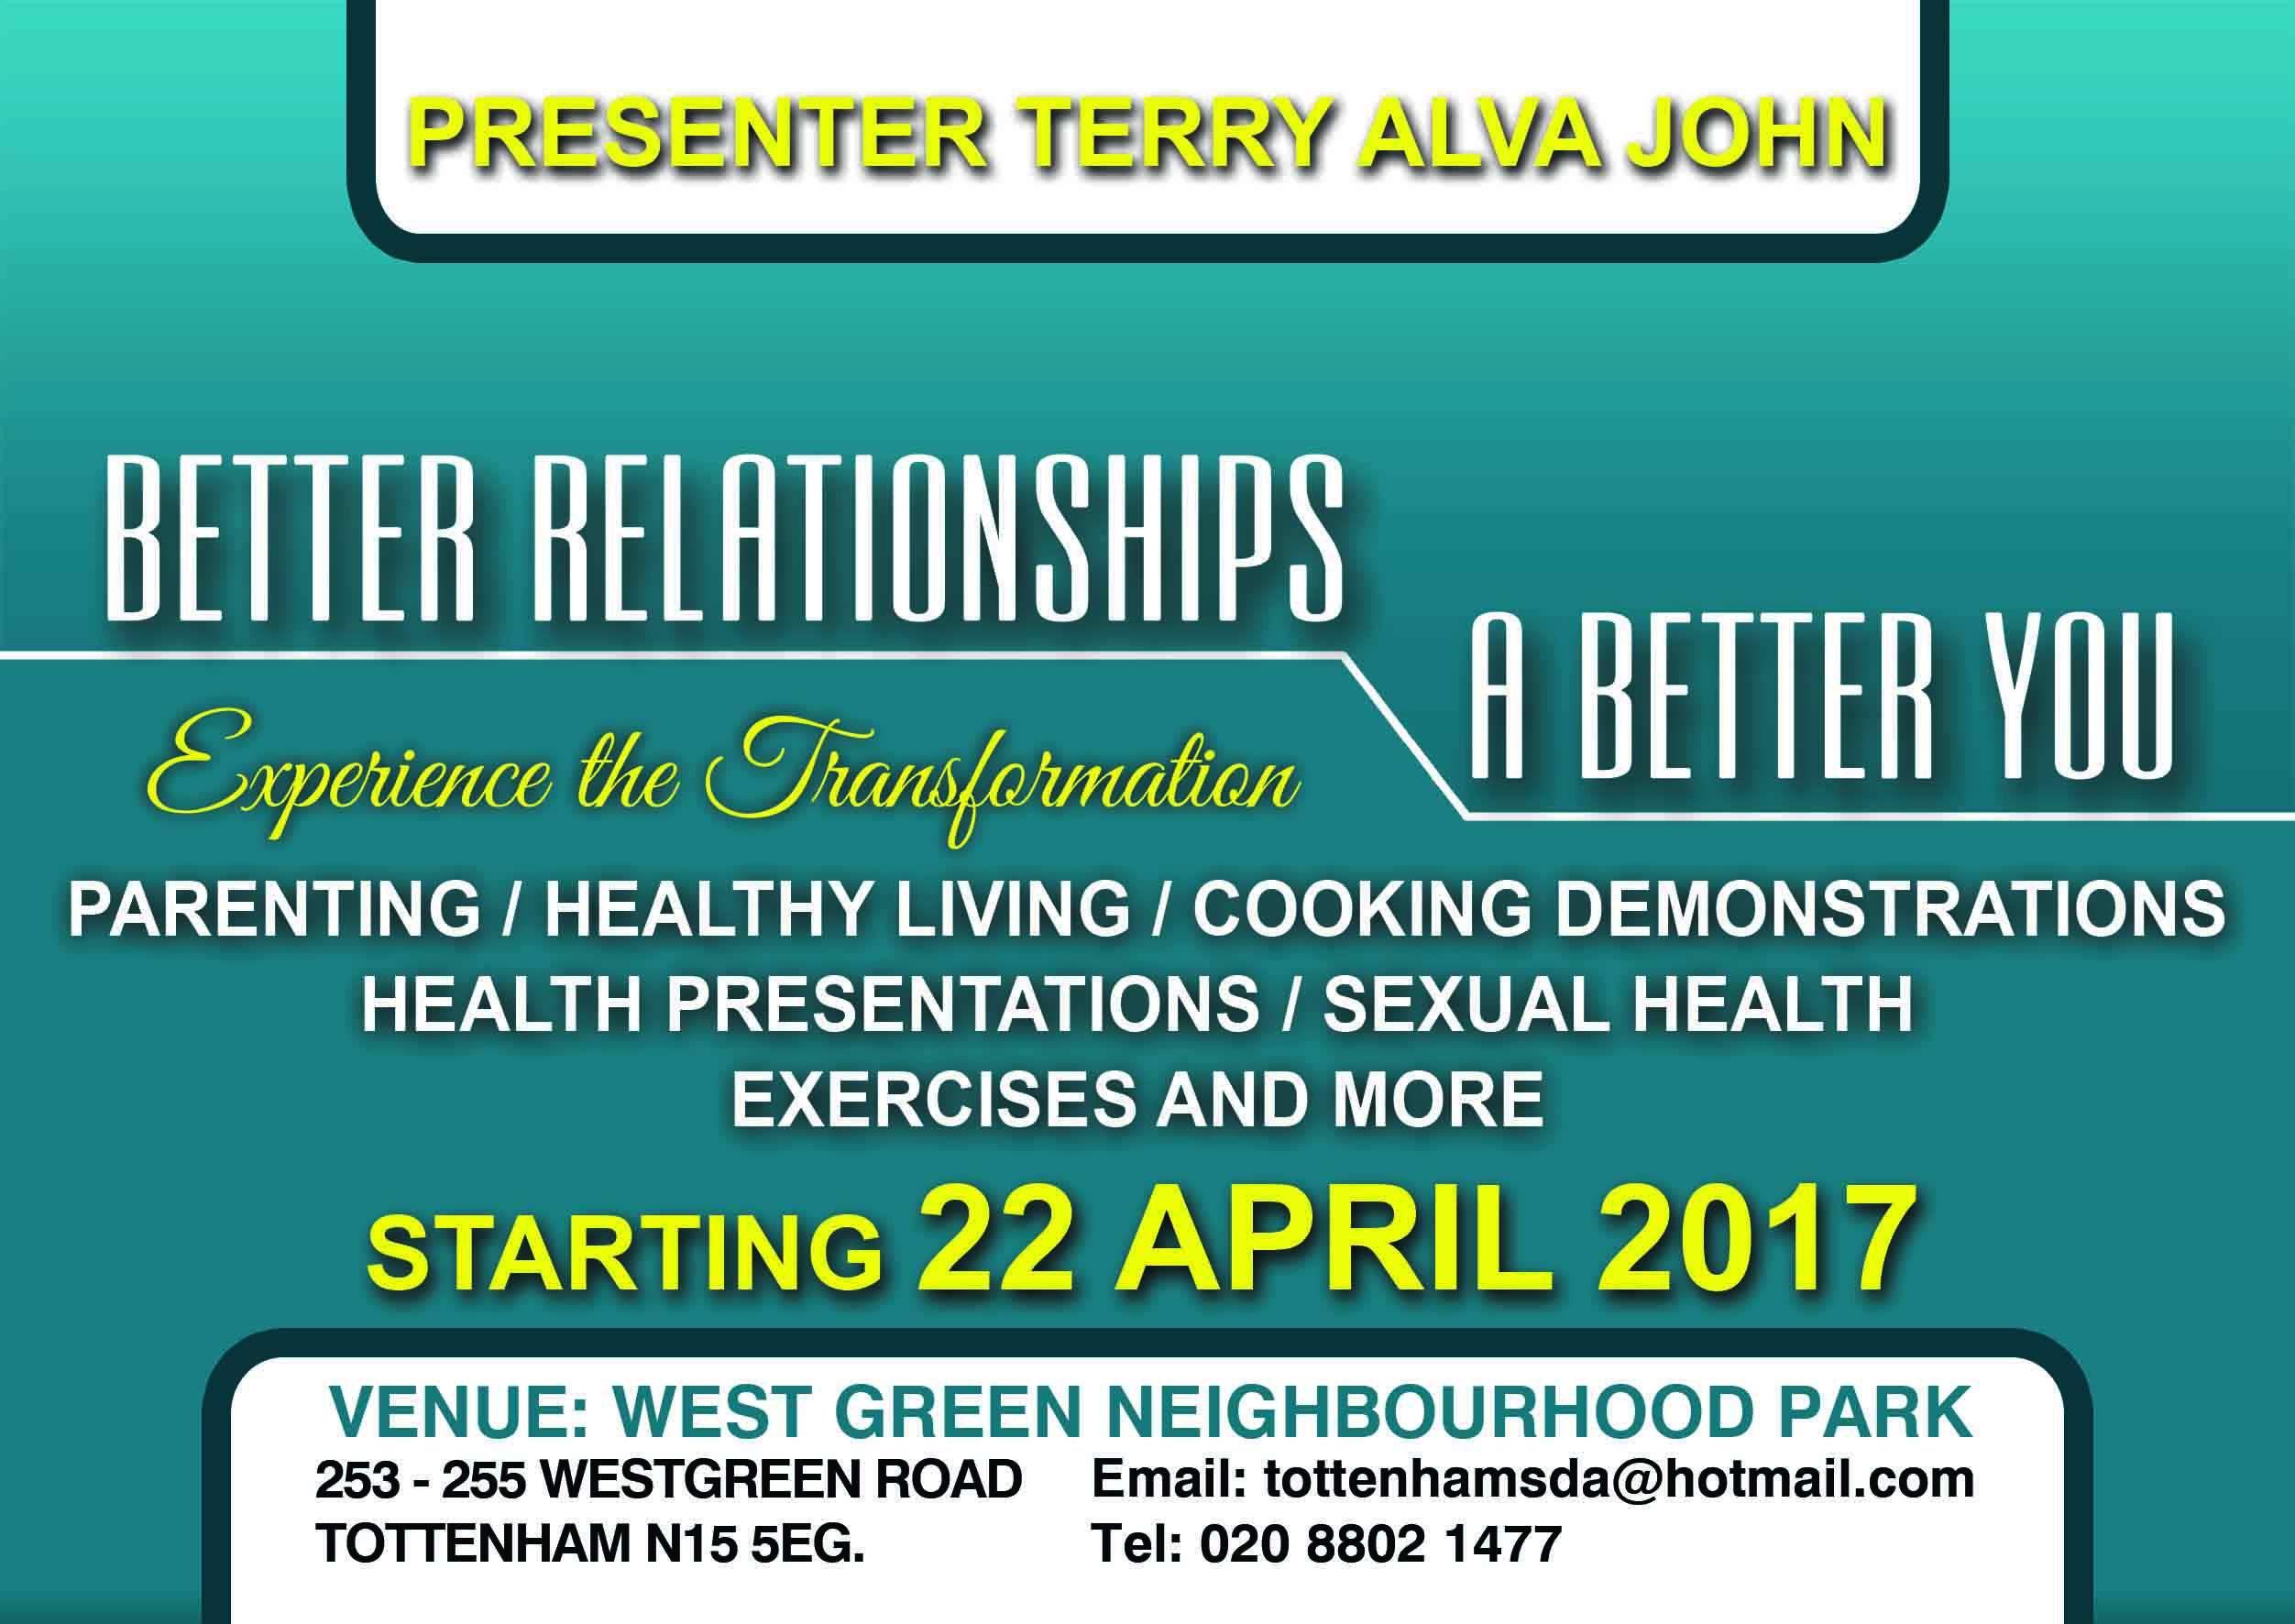 PRESENTER TERRY ALVA JOHN
BETTER RELATIONSHIPS
A BETTER YOU
Experience the Transformation
PARENTING / HEALTHY LIVING / COOKING DEMONSTRATIONS
HEALTH PRESENTATIONS / SEXUAL HEALTH
EXERCISES AND MORE
STARTING 22 APRIL 2017
VENUE: WEST GREEN NEIGHBOURHOOD PARK
253 - 255 WESTGREEN ROAD
TOTTENHAM N15 5EG.
Email: tottenhamsda@hotmail.com
Tel: 020 8802 1477